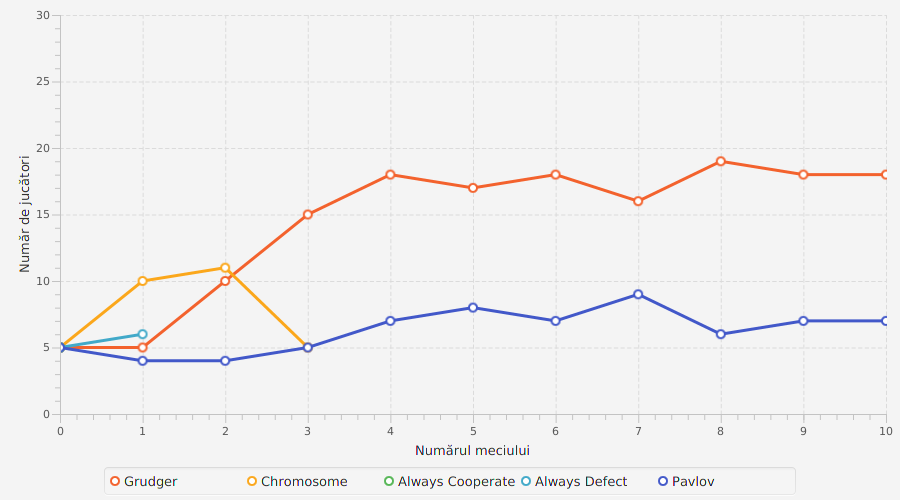 30
25
20
15
10
5
0
Număr de jucători
0 1 2 3 4 5 6 7 8 9 10
Numărul meciului
Grudger Chromosome Always Cooperate Always Defect Pavlov